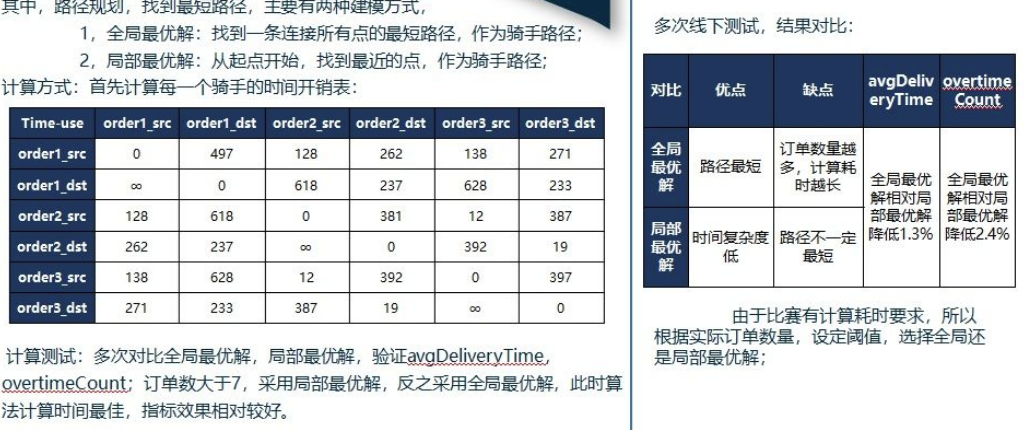 其中，路径规划，找到最短路径，主要有两种建模方式，
1，全局最优解：找到一条连接所有点的最短路径，作为骑手路径；
2，局部最优解：从起点开始，找到最近的点，作为骑手路径；
计算方式：首先计算每一个骑手的时间开销表：
Time-use order1_src order1_dst order2_src order2_dst order3_src order3_dst
order1_src 0 497 128 262 138 271
order1_dst ∞ 0 618 237 628 233
order2_src 128 618 0 381 12 387
order2_dst 262 237 ∞ 0 392 19
order3_src 138 628 12 392 0 397
order3_dst 271 233 387 19 ∞ 0
计算测试：多次对比全局最优解，局部最优解，验证avgDeliveryTime，
overtimeCount；订单数大于7，采用局部最优解，反之采用全局最优解，此时算
法计算时间最佳，指标效果相对较好。
多次线下测试，结果对比：
对比 优点 缺点 avgDeliv
eryTime overtime
Count
全局
最优
解
路径最短
订单数量越
多，计算耗
时越长
局部
最优
解
时间复杂度
低
路径不一定
最短
全局最优
解相对局
部最优解
降低1.3%
全局最优
解相对局
部最优解
降低2.4%
由于比赛有计算耗时要求，所以
根据实际订单数量，设定阈值，选择全局还
是局部最优解；